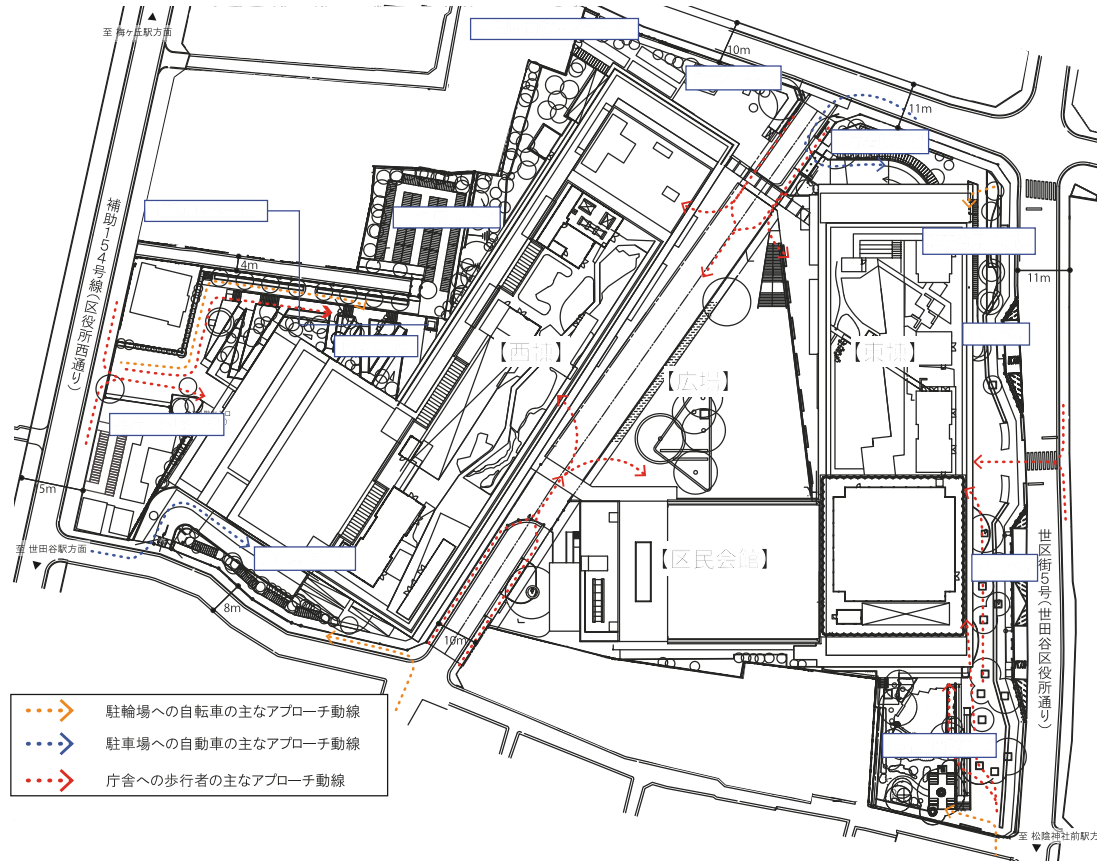 至 梅ヶ丘駅方面
10m
11m
補助154号線(区役所西通り)
4m
11m
【西棟】
【広場】
【東棟】
5m
至 世田谷駅方面
8m
10m
【区民会館】
世区街5号(世田谷区役所通り)
駐輪場への自転車の主なアプローチ動線
駐車場への自動車の主なアプローチ動線
庁舎への歩行者の主なアプローチ動線
至 松陰神社前駅方